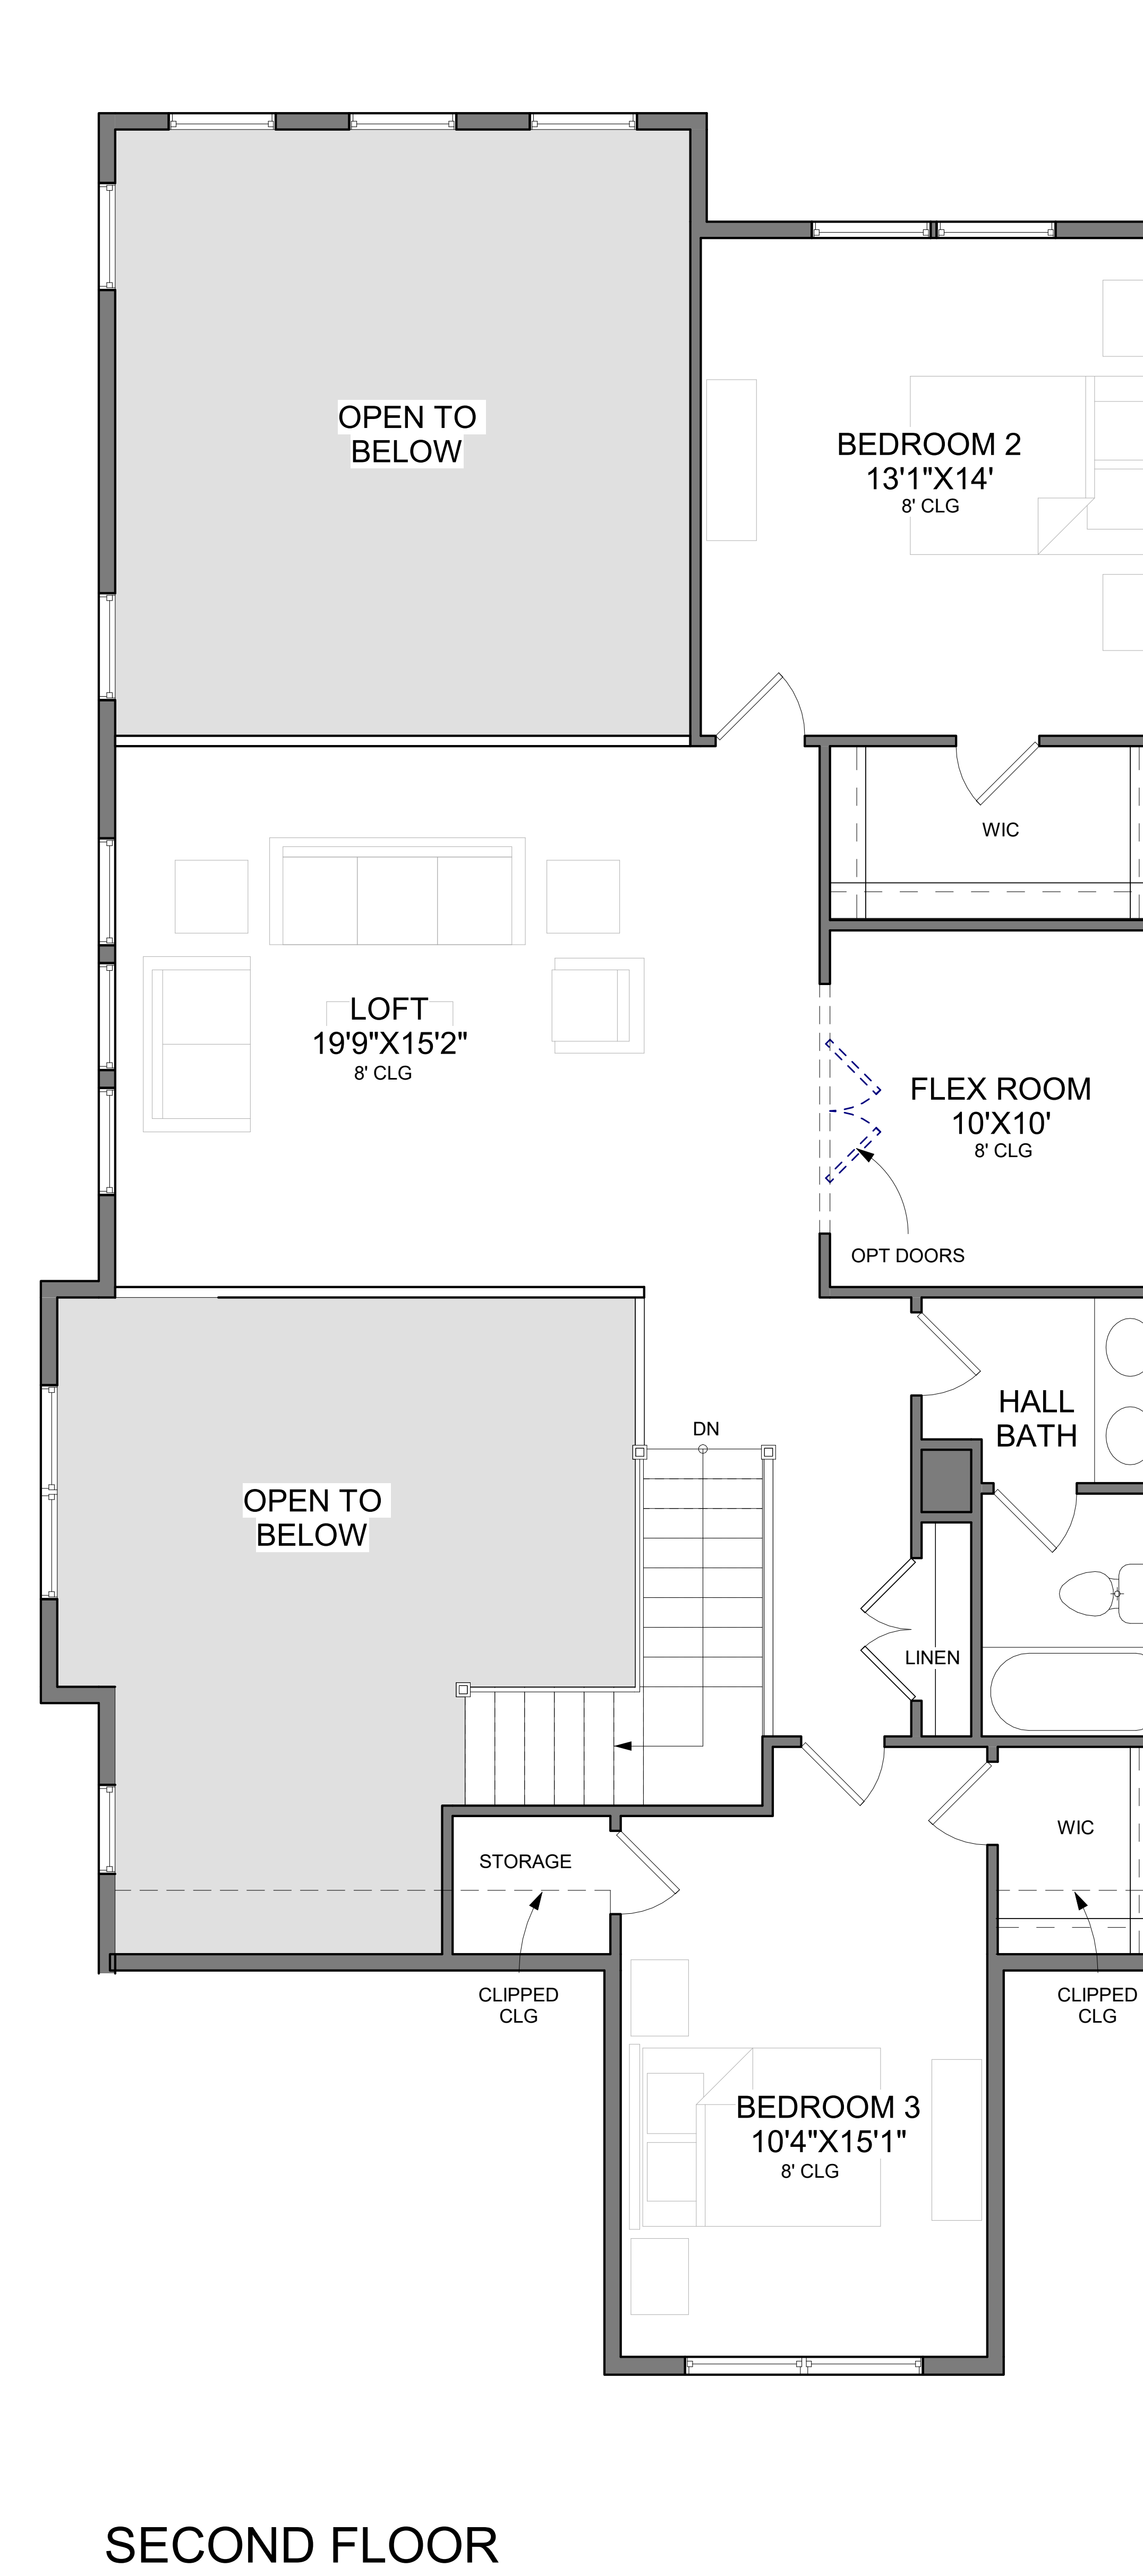 OPEN TO
BELOW
BEDROOM 2
13'1"X14'
8' CLG
WIC
LOFT
19'9"X15'2"
8' CLG
FLEX ROOM
10'X10'
8' CLG
OPT DOORS
HALL
BATH
DN
OPEN TO
BELOW
LINEN
WIC
STORAGE
CLIPPED
CLG
CLIPPED
CLG
BEDROOM 3
10'4"X15'1"
8' CLG
SECOND FLOOR